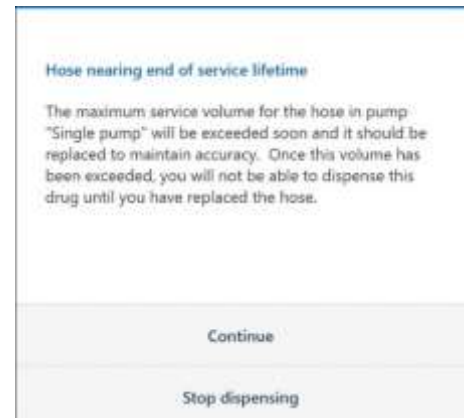 Hose nearing end of service lifetime
The maximum service volume for the hose in pump
"Single pump" will be exceeded soon and it should be
replaced to maintain accuracy.  Once this volume has
been exceeded, you will not be able to dispense this
drug until you have replaced the hose.
Continue
Stop dispensing